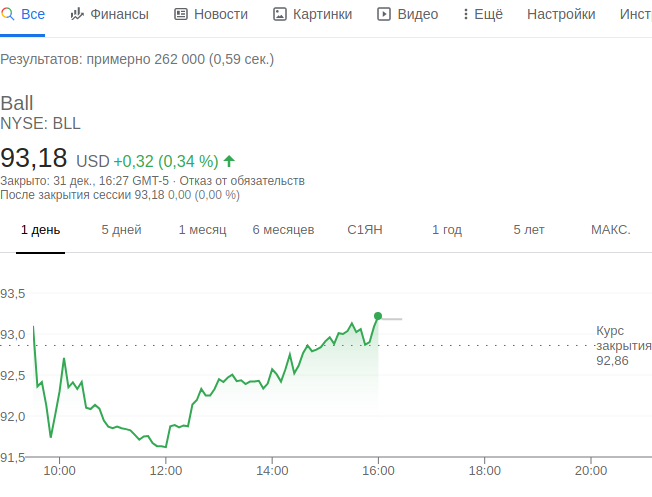 Все Финансы Новости Картинки Видео Ещё Настройки Инст
Результатов: примерно 262 000 (0,59 сек.)
Ball
NYSE: BLL
93,18 USD +0,32 (0,34 %)
Закрыто: 31 дек., 16:27 GMT-5 · Отказ от обязательств
После закрытия сессии 93,18 0,00 (0,00 %)
1 день 5 дней 1 месяц 6 месяцев С1ЯН 1 год 5 лет МАКС.
93,5
93,0
92,5
92,0
91,5
Курс
закрытия
92,86
10:00 12:00 14:00 16:00 18:00 20:00